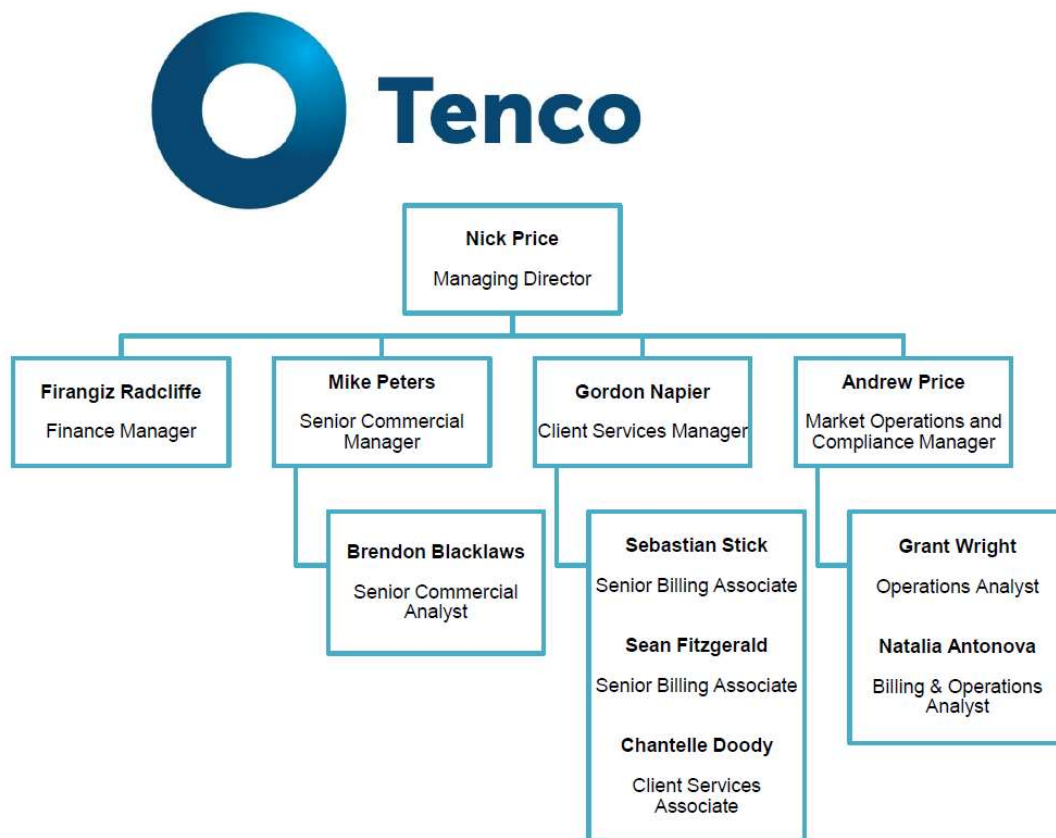 Tenco
Nick Price
Managing Director
Firangiz Radcliffe
Finance Manager
Mike Peters
Senior Commercial
Manager
Gordon Napier
Client Services Manager
Andrew Price
Market Operations and
Compliance Manager
Brendon Blacklaws
Senior Commercial
Analyst
Sebastian Stick
Senior Billing Associate
Sean Fitzgerald
Senior Billing Associate
Chantelle Doody
Client Services
Associate
Grant Wright
Operations Analyst
Natalia Antonova
Billing & Operations
Analyst